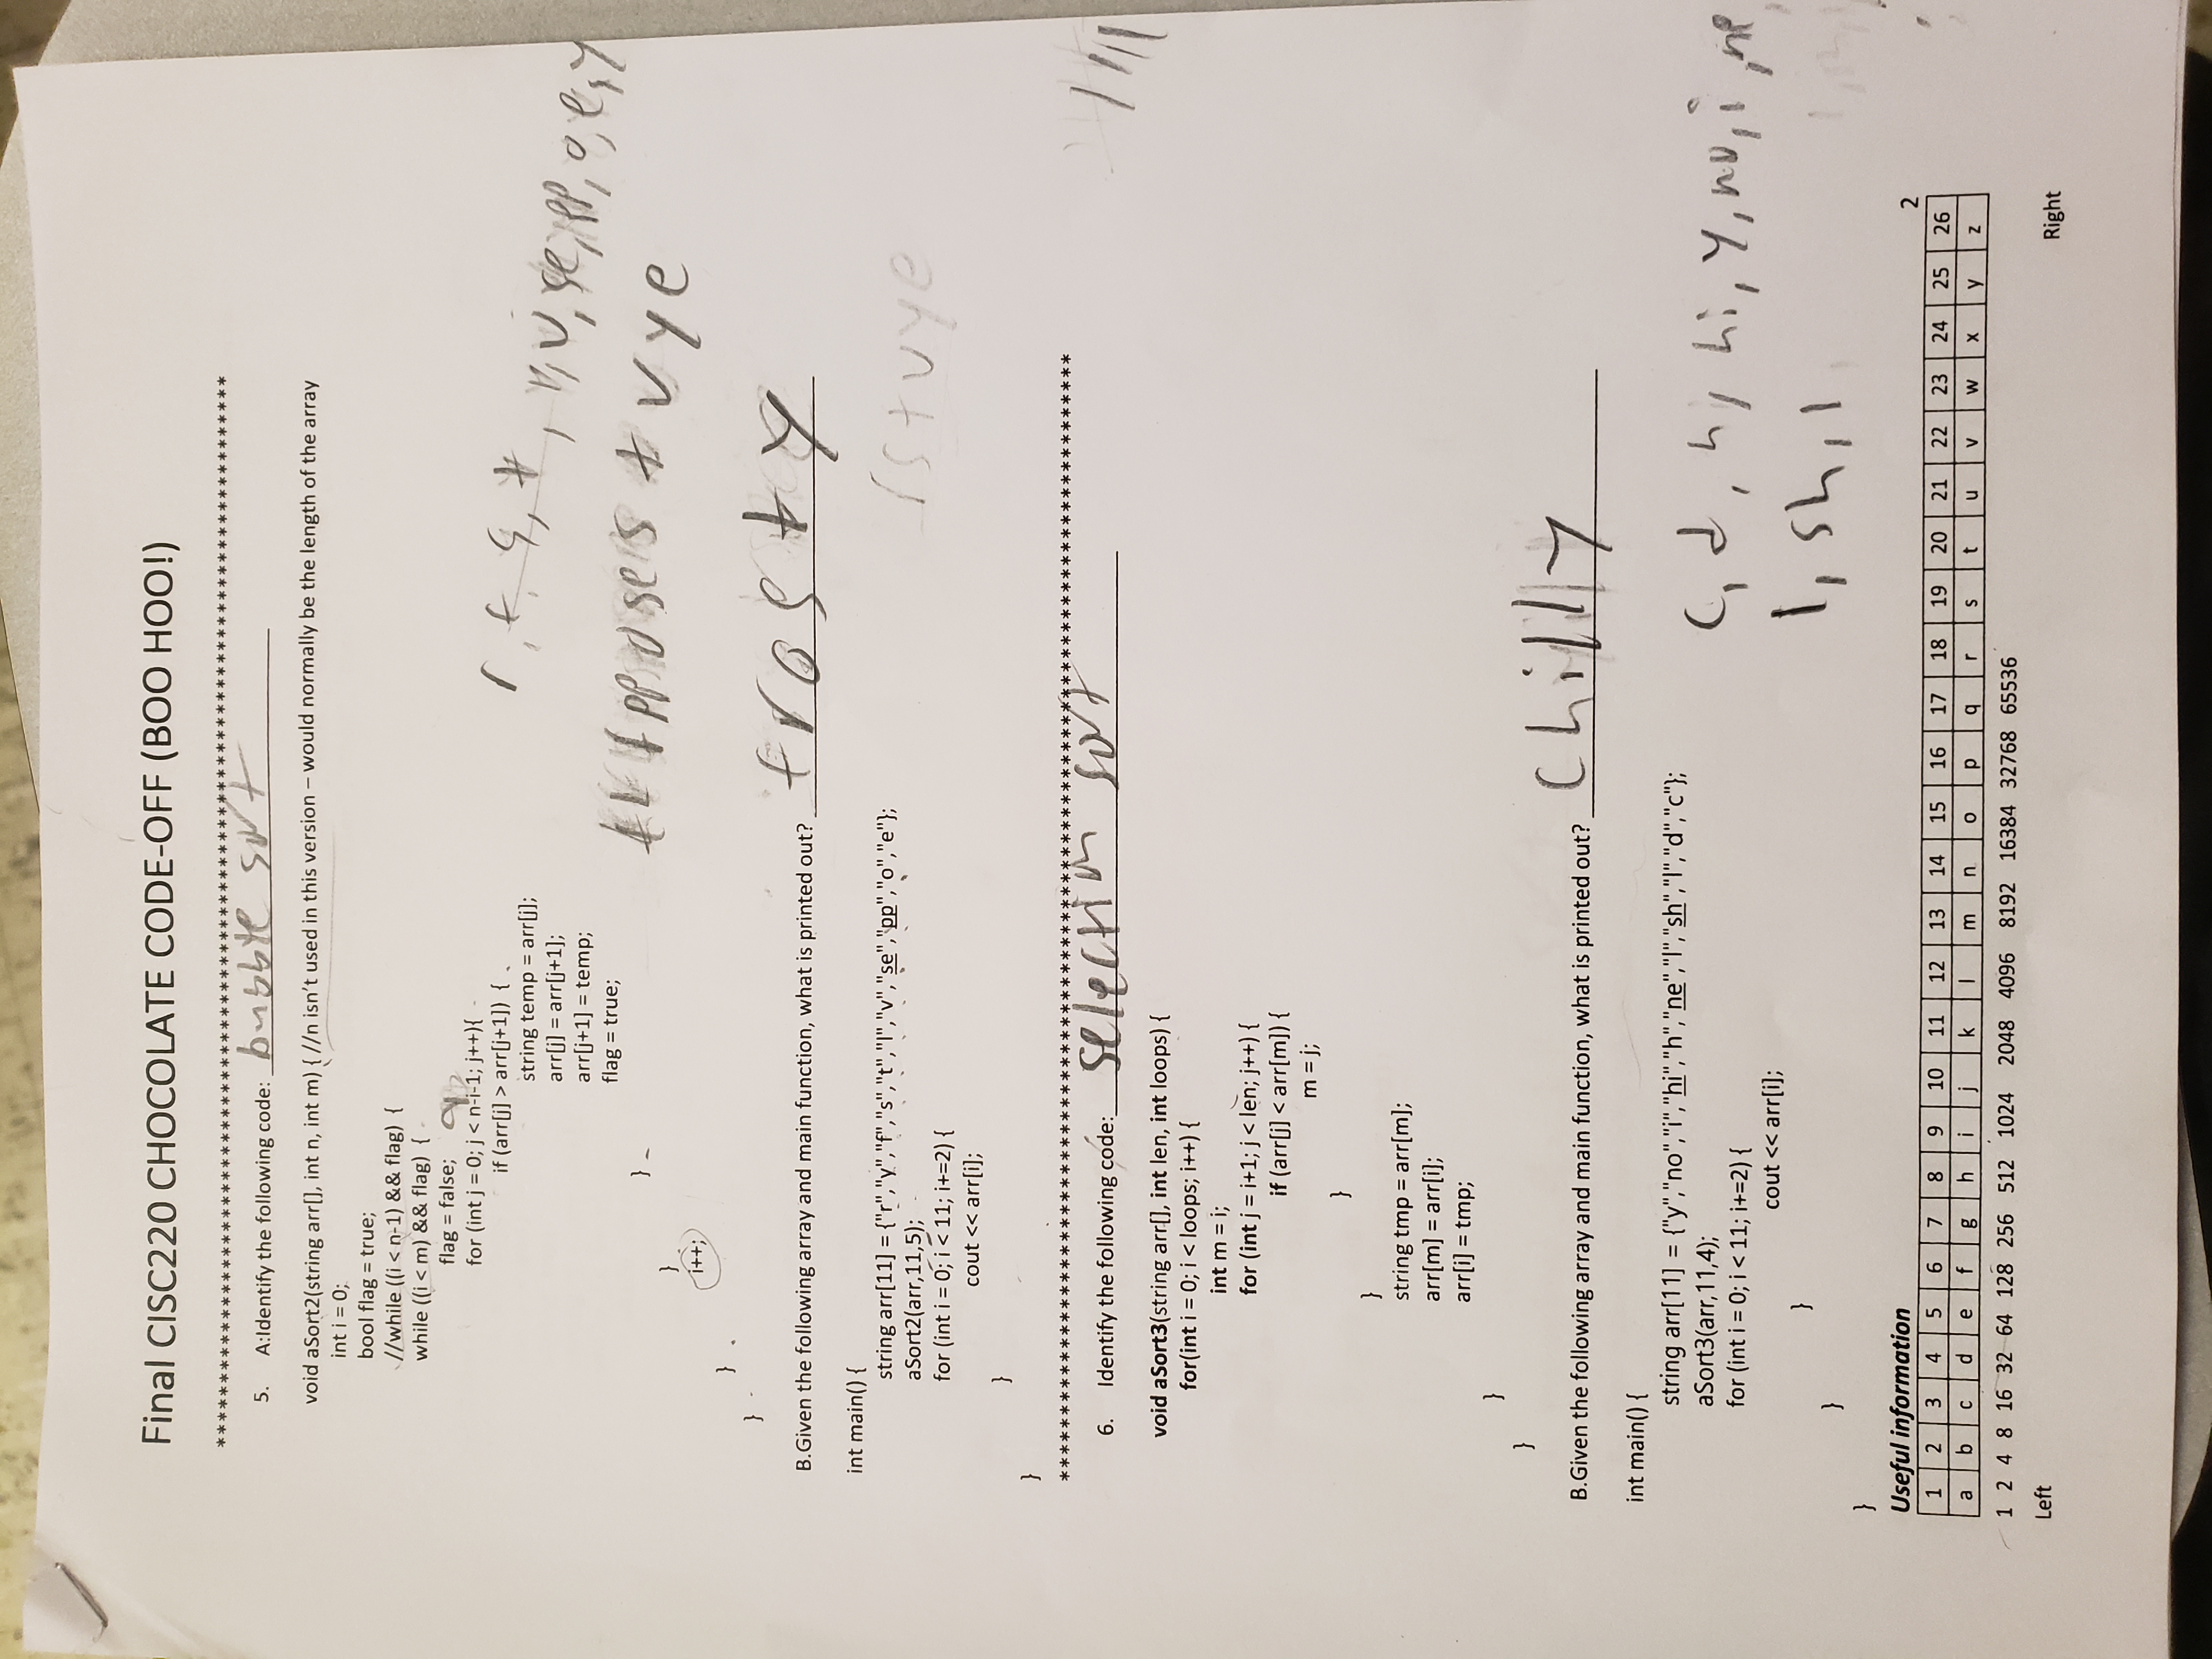 Final CISC220 CHOCOLATE CODE-OFF (BOO HOO!)
************************************************************************************
5. A:Identify the following code: bubble sort
void aSort2(string arr[], int n, int m) { //n isn't used in this version – would normally be the length of the array
int i = 0;
bool flag = true;
//while ((i < n-1) && flag) {
while ((i < m) && flag) {
flag = false;
for (int j = 0; j < n-i-1; j++){
if (arr[j] > arr[j+1]) {
string temp = arr[j];
arr[j] = arr[j+1];
arr[j+1] = temp;
flag = true;
}
}
i++;
}
}
r, f, s, t, v, se, pp, o, e, y
pp o se s t v y e
B.Given the following array and main function, what is printed out? frosty
int main() {
string arr[11] = {"r","y","f","s","t","l","v","se","pp","o","e"};
aSort2(arr,11,5);
for (int i = 0; i < 11; i+=2) {
cout << arr[i];
}
}
r s t v y e
************************************************************************************
6. Identify the following code: selection sort
void aSort3(string arr[], int len, int loops) {
for(int i = 0; i < loops; i++) {
int m = i;
for (int j = i+1; j < len; j++) {
if (arr[j] < arr[m]) {
m = j;
}
}
string tmp = arr[m];
arr[m] = arr[i];
arr[i] = tmp;
}
}
B.Given the following array and main function, what is printed out? chilly
int main() {
string arr[11] = {"y","no","i","hi","h","ne","l","sh","l","d","c"};
aSort3(arr,11,4);
for (int i = 0; i < 11; i+=2) {
cout << arr[i];
}
}
}
c, d, h, hi, y, no, i, ne,
l, sh, l
Useful information 2
1 2 3 4 5 6 7 8 9 10 11 12 13 14 15 16 17 18 19 20 21 22 23 24 25 26
a b c d e f g h i j k l m n o p q r s t u v w x y z
1 2 4 8 16 32 64 128 256 512 1024 2048 4096 8192 16384 32768 65536
Left Right